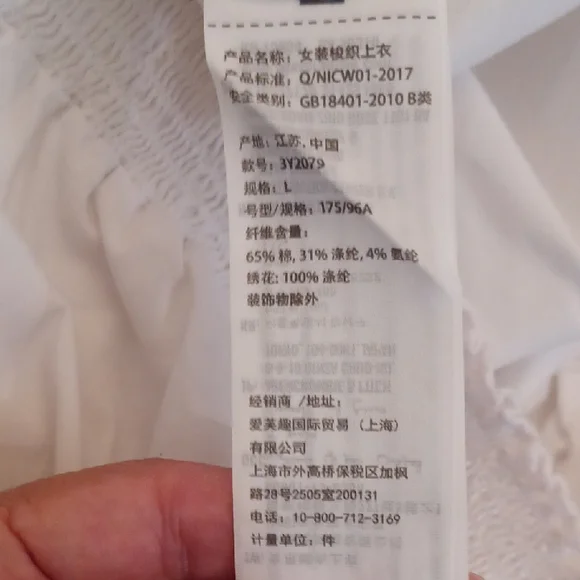 产品名称：女装梭织上衣
产品标准：Q/NICW01-2017
安全类别：GB18401-2010 B类
产地：江苏，中国
款号：3Y2079
规格：L
号型/规格：175/96A
纤维含量：
65% 棉, 31% 涤纶, 4% 氨纶
绣花: 100% 涤纶
装饰物除外
经销商 /地址：
爱芙趣国际贸易（上海）
有限公司
上海市外高桥保税区加枫
路28号2505室200131
电话：10-800-712-3169
计量单位：件